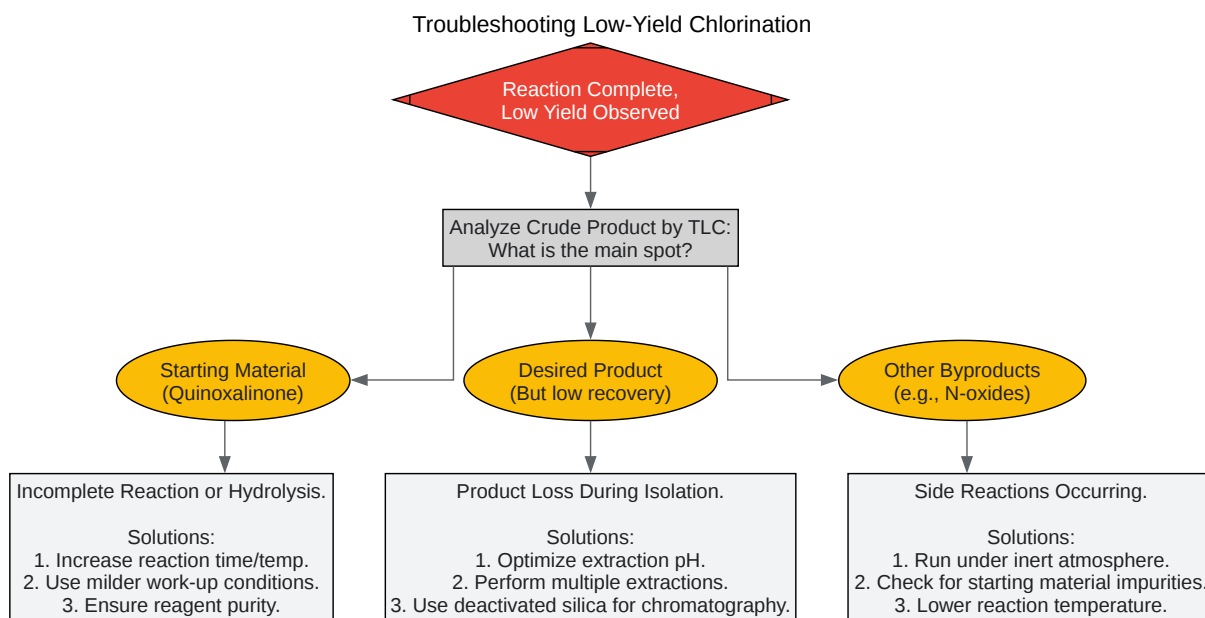 Troubleshooting Low-Yield Chlorination
Reaction Complete,
Low Yield Observed
Analyze Crude Product by TLC:
What is the main spot?
Starting Material
(Quinoxalinone)
Desired Product
(But low recovery)
Other Byproducts
(e.g., N-oxides)
Incomplete Reaction or Hydrolysis.
Solutions:
1. Increase reaction time/temp.
2. Use milder work-up conditions.
3. Ensure reagent purity.
Product Loss During Isolation.
Solutions:
1. Optimize extraction pH.
2. Perform multiple extractions.
3. Use deactivated silica for chromatography.
Side Reactions Occurring.
Solutions:
1. Run under inert atmosphere.
2. Check for starting material impurities.
3. Lower reaction temperature.